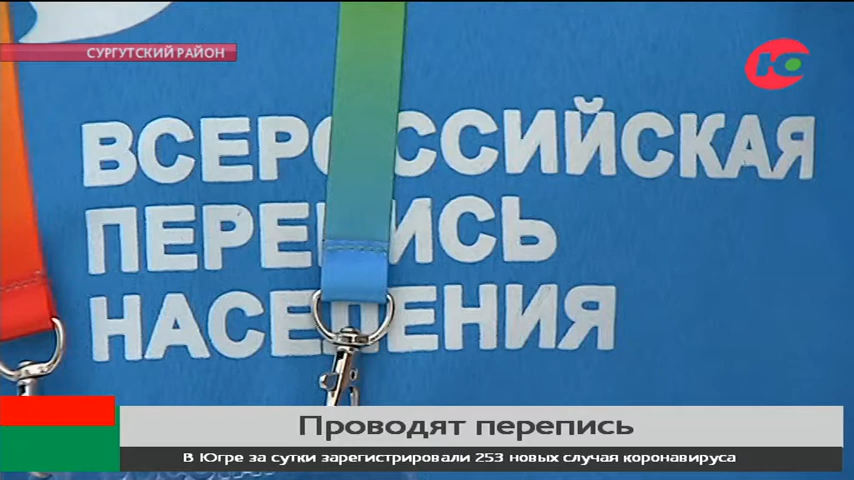 СУРГУТСКИЙ РАЙОН
Ю
ВСЕРОССИЙСКАЯ
ПЕРЕПИСЬ
НАСЕЛЕНИЯ
Проводят перепись
В Югре за сутки зарегистрировали 253 новых случая коронавируса